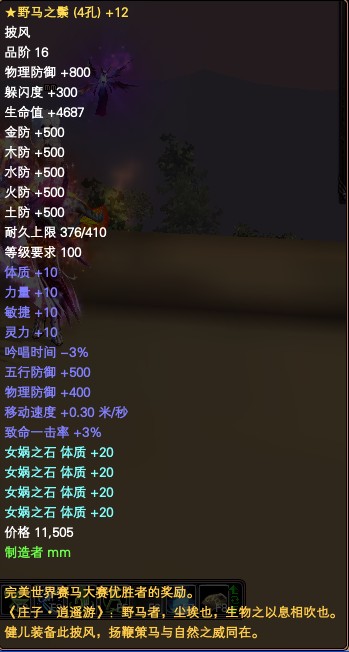 ★野马之鬃 (4孔) +12
披风
品阶 16
物理防御 +800
躲闪度 +300
生命值 +4687
金防 +500
木防 +500
水防 +500
火防 +500
土防 +500
耐久上限 376/410
等级要求 100
体质 +10
力量 +10
敏捷 +10
灵力 +10
吟唱时间 -3%
五行防御 +500
物理防御 +400
移动速度 +0.30 米/秒
致命一击率 +3%
女娲之石 体质 +20
女娲之石 体质 +20
女娲之石 体质 +20
女娲之石 体质 +20
价格 11,505
制造者 mm
完美世界赛马大赛优胜者的奖励。
《庄子·逍遥游》：野马者，尘埃也，生物之以息相吹也。
健儿装备此披风，扬鞭策马与自然之威同在。